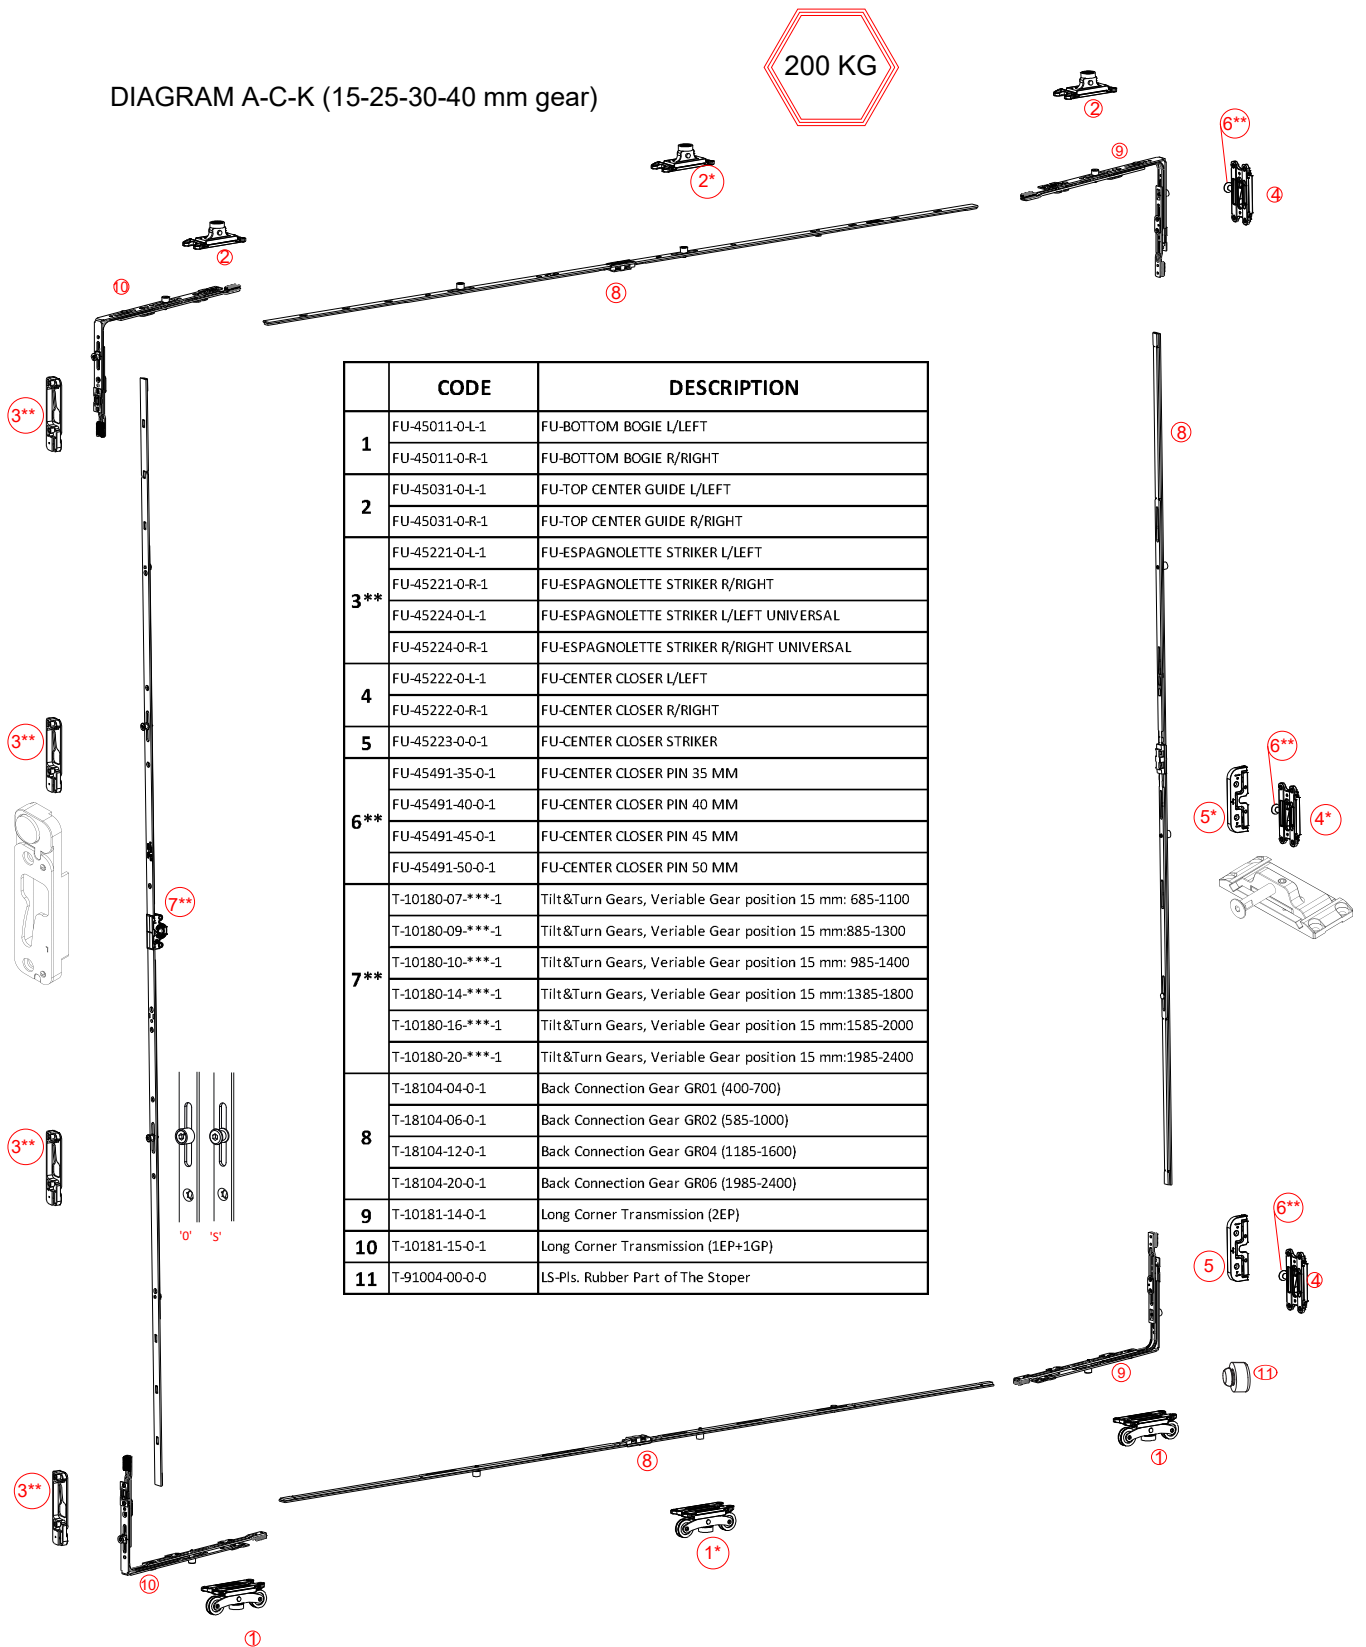 200 KG
DIAGRAM A-C-K (15-25-30-40 mm gear)
2
6**
2*
9
4
2
10
8
3**
8
CODE DESCRIPTION
1
FU-45011-0-L-1 FU-BOTTOM BOGIE L/LEFT
FU-45011-0-R-1 FU-BOTTOM BOGIE R/RIGHT
2
FU-45031-0-L-1 FU-TOP CENTER GUIDE L/LEFT
FU-45031-0-R-1 FU-TOP CENTER GUIDE R/RIGHT
3**
FU-45221-0-L-1 FU-ESPAGNOLETTE STRIKER L/LEFT
FU-45221-0-R-1 FU-ESPAGNOLETTE STRIKER R/RIGHT
FU-45224-0-L-1 FU-ESPAGNOLETTE STRIKER L/LEFT UNIVERSAL
FU-45224-0-R-1 FU-ESPAGNOLETTE STRIKER R/RIGHT UNIVERSAL
4
FU-45222-0-L-1 FU-CENTER CLOSER L/LEFT
FU-45222-0-R-1 FU-CENTER CLOSER R/RIGHT
5 FU-45223-0-0-1 FU-CENTER CLOSER STRIKER
6**
FU-45491-35-0-1 FU-CENTER CLOSER PIN 35 MM
FU-45491-40-0-1 FU-CENTER CLOSER PIN 40 MM
FU-45491-45-0-1 FU-CENTER CLOSER PIN 45 MM
FU-45491-50-0-1 FU-CENTER CLOSER PIN 50 MM
7**
T-10180-07-***-1 Tilt&Turn Gears, Veriable Gear position 15 mm: 685-1100
T-10180-09-***-1 Tilt&Turn Gears, Veriable Gear position 15 mm:885-1300
T-10180-10-***-1 Tilt&Turn Gears, Veriable Gear position 15 mm: 985-1400
T-10180-14-***-1 Tilt&Turn Gears, Veriable Gear position 15 mm:1385-1800
T-10180-16-***-1 Tilt&Turn Gears, Veriable Gear position 15 mm:1585-2000
T-10180-20-***-1 Tilt&Turn Gears, Veriable Gear position 15 mm:1985-2400
8
T-18104-04-0-1 Back Connection Gear GR01 (400-700)
T-18104-06-0-1 Back Connection Gear GR02 (585-1000)
T-18104-12-0-1 Back Connection Gear GR04 (1185-1600)
T-18104-20-0-1 Back Connection Gear GR06 (1985-2400)
9 T-10181-14-0-1 Long Corner Transmission (2EP)
10 T-10181-15-0-1 Long Corner Transmission (1EP+1GP)
11 T-91004-00-0-0 LS-Pls. Rubber Part of The Stoper
3**
6**
5*
4*
7**
3**
'0' 'S'
6**
5
4
9
11
8
1
3**
1*
10
1